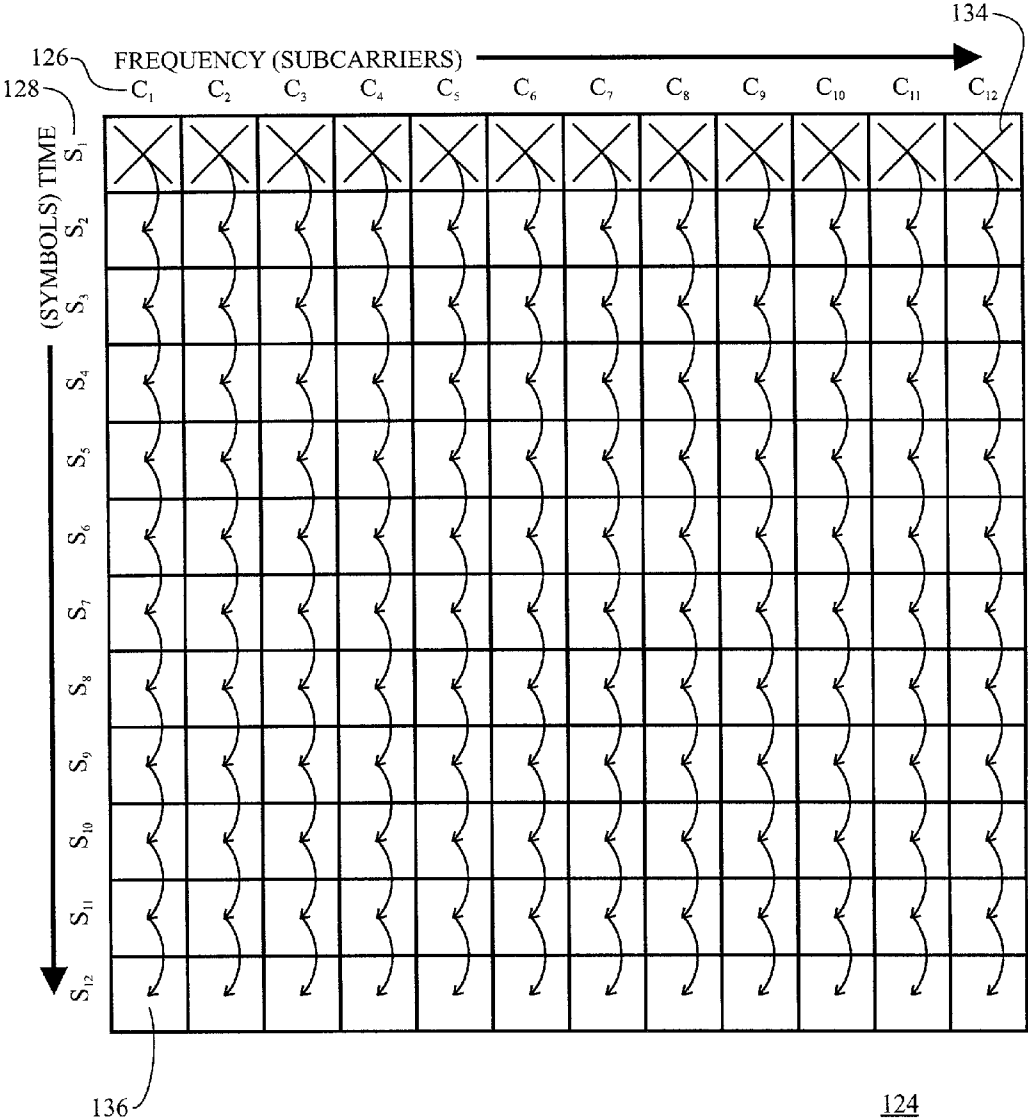 134
FREQUENCY (SUBCARRIERS)
126
128
C₁ C₂ C₃ C₄ C₅ C₆ C₇ C₈ C₉ C₁₀ C₁₁ C₁₂
(SYMBOLS) TIME
S₁
S₂
S₃
S₄
S₅
S₆
S₇
S₈
S₉
S₁₀
S₁₁
S₁₂
136
124